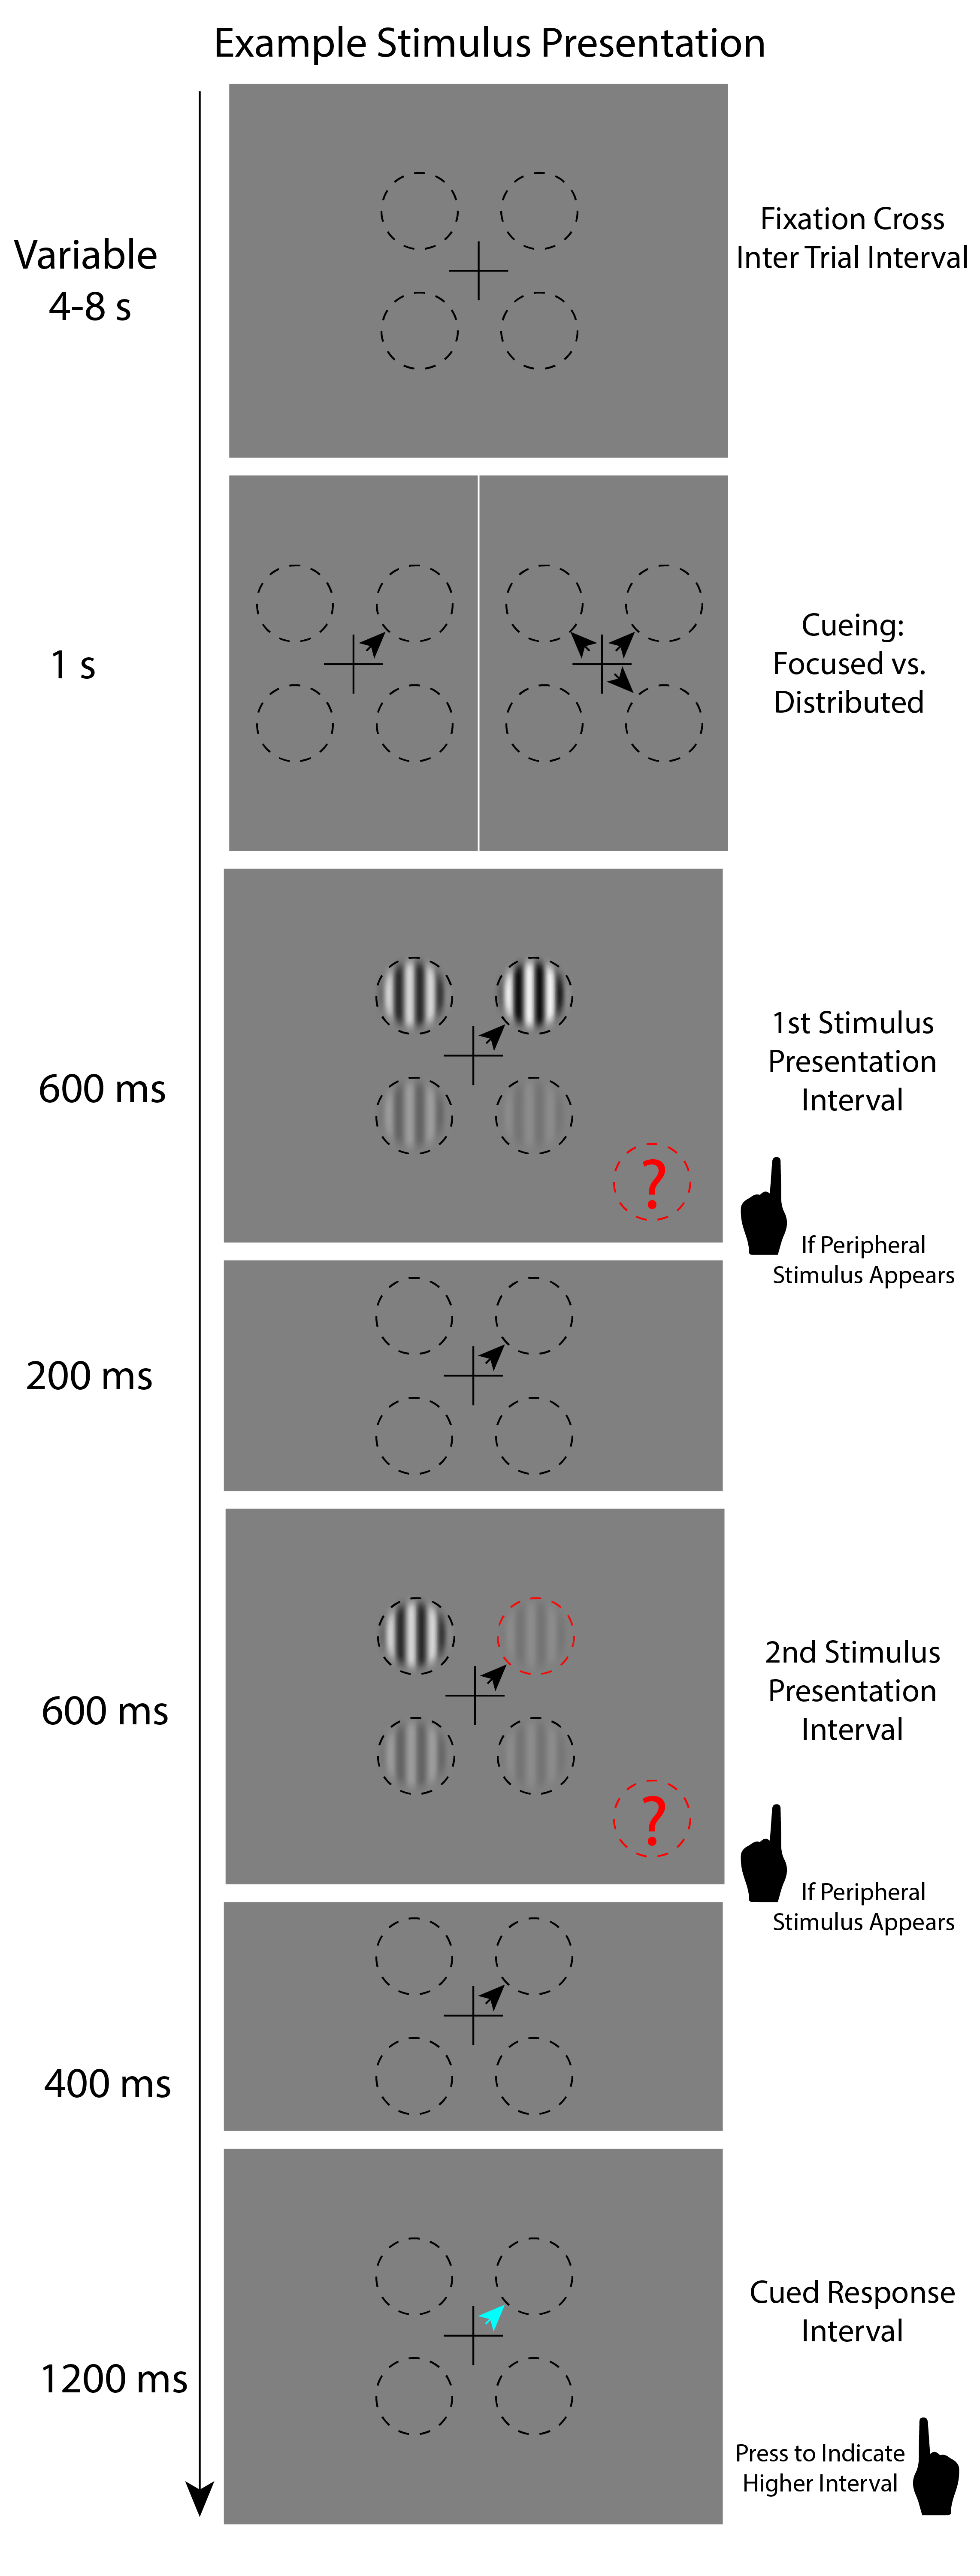 Example Stimulus Presentation
Variable
4-8 s
Fixation Cross
Inter Trial Interval
1 s
Cueing:
Focused vs.
Distributed
600 ms
1st Stimulus
Presentation
Interval
?
If Peripheral
Stimulus Appears
200 ms
600 ms
2nd Stimulus
Presentation
Interval
?
If Peripheral
Stimulus Appears
400 ms
1200 ms
Cued Response
Interval
Press to Indicate
Higher Interval